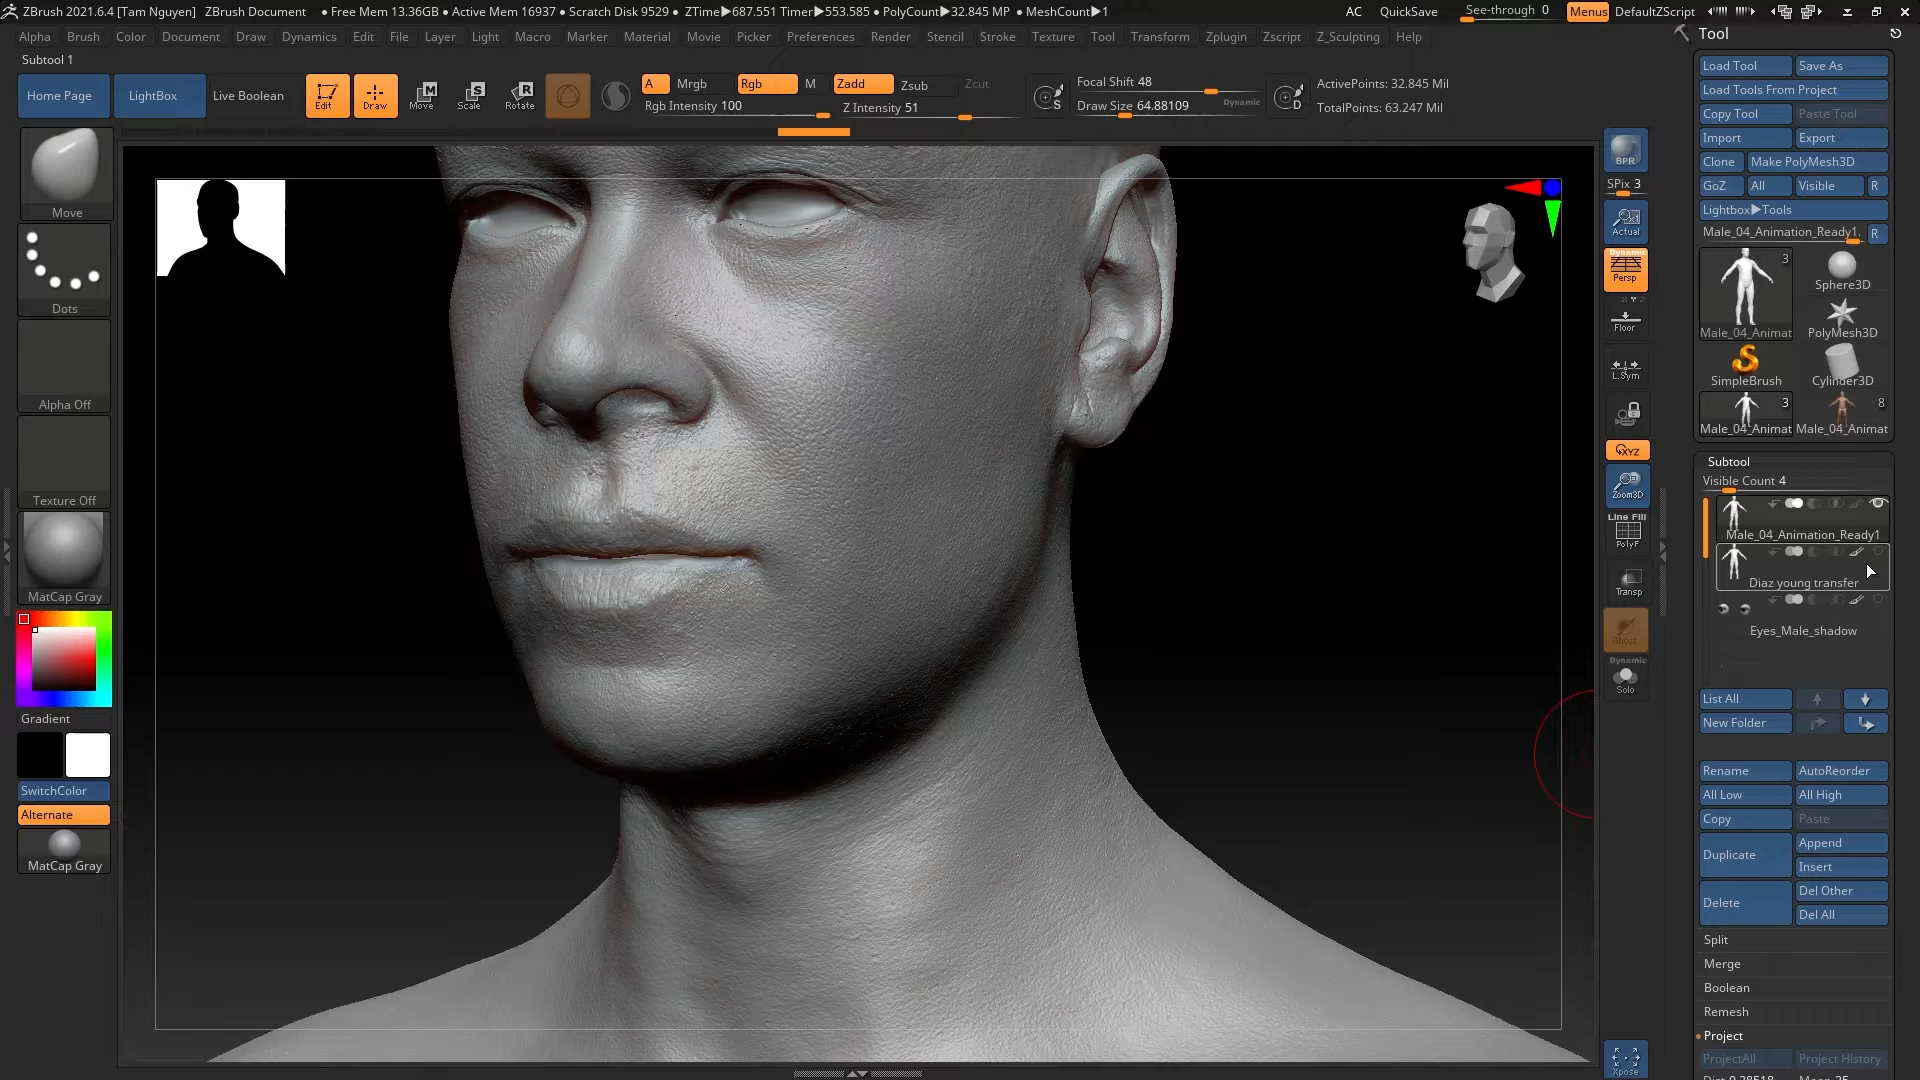 ZBrush 2021.6.4 [Tam Nguyen] ZBrush Document • Free Mem 13.36GB • Active Mem 16937 • Scratch Disk 9529 • ZTime▶687.551 Timer▶553.585 • PolyCount▶32.845 MP • MeshCount▶1 AC QuickSave See-through 0 Menus DefaultZScript
Alpha Brush Color Document Draw Dynamics Edit File Layer Light Macro Marker Material Movie Picker Preferences Render Stencil Stroke Texture Tool Transform Zplugin Zscript Z_Sculpting Help
Subtool 1
Home Page LightBox Live Boolean Edit Draw Move Scale Rotate
A Mrgb Rgb M Zadd Zsub Zcut
Rgb Intensity 100 Z Intensity 51
Focal Shift 48
Draw Size 64.88109 Dynamic
ActivePoints: 32.845 Mil
TotalPoints: 63.247 Mil
Move
Dots
Alpha Off
Texture Off
MatCap Gray
Gradient
SwitchColor
Alternate
MatCap Gray
BPR
SPix 3
Actual
Dynamic
Persp
Floor
L.Sym
XYZ
Zoom3D
Line Fill
PolyF
Transp
Ghost
Dynamic
Solo
Xpose
Tool
Load Tool Save As
Load Tools From Project
Copy Tool Paste Tool
Import Export
Clone Make PolyMesh3D
GoZ All Visible R
Lightbox▶Tools
Male_04_Animation_Ready1. R
3
Sphere3D
Male_04_Animat PolyMesh3D
SimpleBrush Cylinder3D
3 8
Male_04_Animat Male_04_Animat
Subtool
Visible Count 4
Male_04_Animation_Ready1
Diaz young transfer
Eyes_Male_shadow
List All
New Folder
Rename AutoReorder
All Low All High
Copy Paste
Duplicate Append
Insert
Delete Del Other
Del All
Split
Merge
Boolean
Remesh
Project
ProjectAll Project History